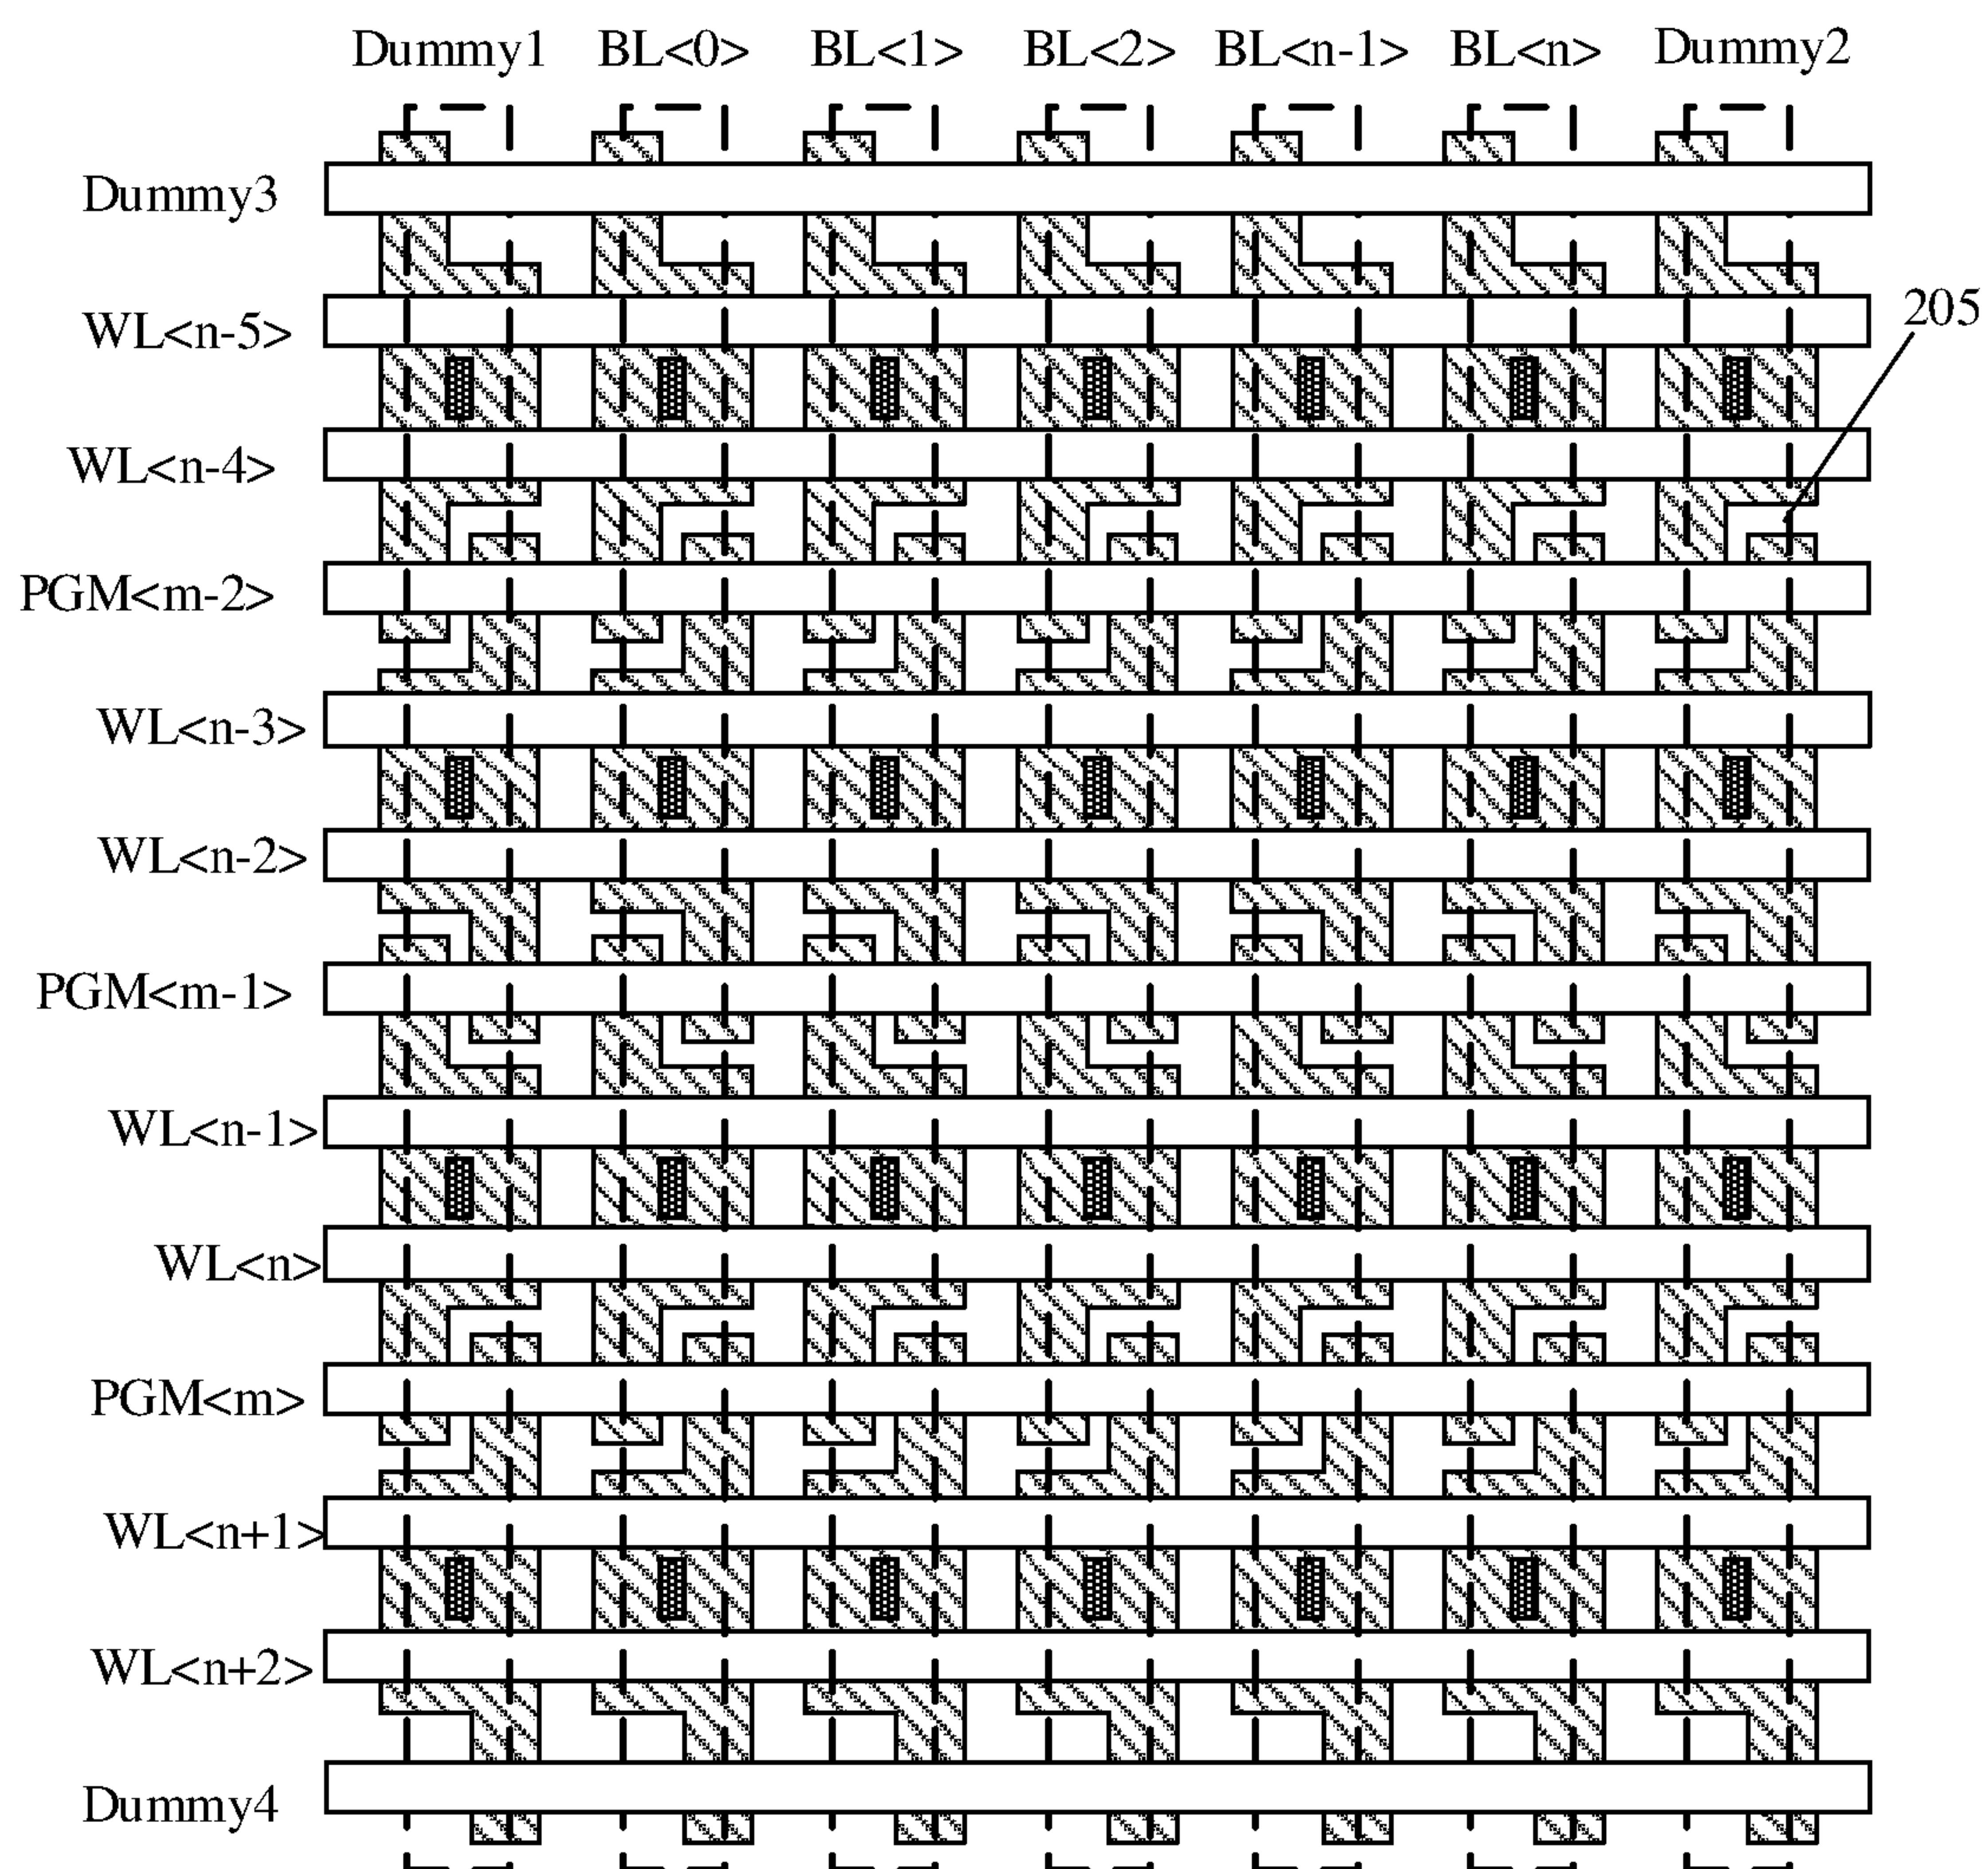 Dummy1 BL<0> BL<1> BL<2> BL<n-1> BL<n> Dummy2
Dummy3
205
WL<n-5>
WL<n-4>
PGM<m-2>
WL<n-3>
WL<n-2>
PGM<m-1>
WL<n-1>
WL<n>
PGM<m>
WL<n+1>
WL<n+2>
Dummy4